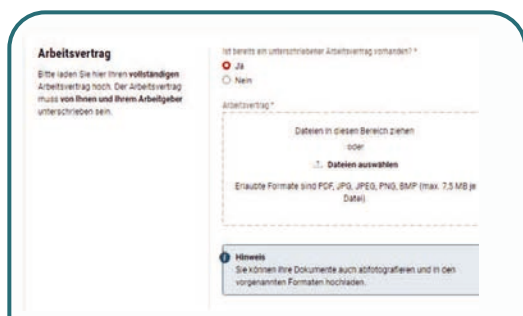 Arbeitsvertrag
Bitte laden Sie hier Ihren vollständigen
Arbeitsvertrag hoch. Der Arbeitsvertrag
muss von Ihnen und Ihrem Arbeitgeber
unterschrieben sein.
Ist bereits ein unterschriebener Arbeitsvertrag vorhanden? *
Ja
Nein
Arbeitsvertrag *
Dateien in diesen Bereich ziehen
oder
Dateien auswählen
Erlaubte Formate sind PDF, JPG, JPEG, PNG, BMP (max. 7,5 MB je
Datei)
Hinweis
Sie können Ihre Dokumente auch abfotografieren und in den
vorgenannten Formaten hochladen.